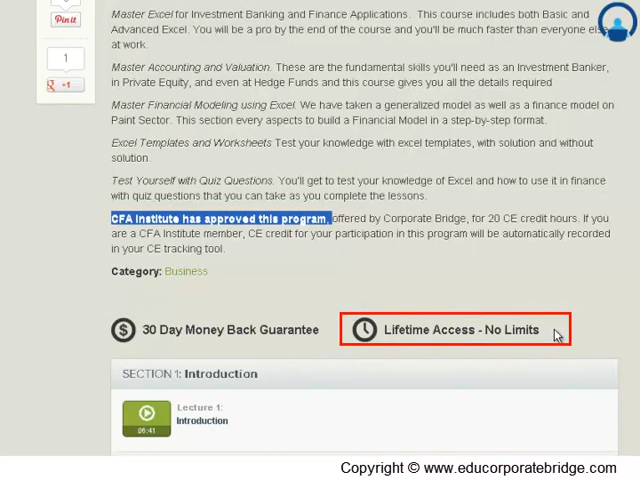 Pin it
1
+1
Master Excel for Investment Banking and Finance Applications. This course includes both Basic and
Advanced Excel. You will be a pro by the end of the course and you'll be much faster than everyone else
at work.
Master Accounting and Valuation. These are the fundamental skills you'll need as an Investment Banker,
in Private Equity, and even at Hedge Funds and this course gives you all the details required
Master Financial Modeling using Excel. We have taken a generalized model as well as a finance model on
Paint Sector. This section every aspects to build a Financial Model in a step-by-step format.
Excel Templates and Worksheets Test your knowledge with excel templates, with solution and without
solution.
Test Yourself with Quiz Questions. You'll get to test your knowledge of Excel and how to use it in finance
with quiz questions that you can take as you complete the lessons.
CFA Institute has approved this program, offered by Corporate Bridge, for 20 CE credit hours. If you
are a CFA Institute member, CE credit for your participation in this program will be automatically recorded
in your CE tracking tool.
Category: Business
30 Day Money Back Guarantee
Lifetime Access - No Limits
SECTION 1: Introduction
Lecture 1:
Introduction
06:41
Copyright © www.educorporatebridge.com